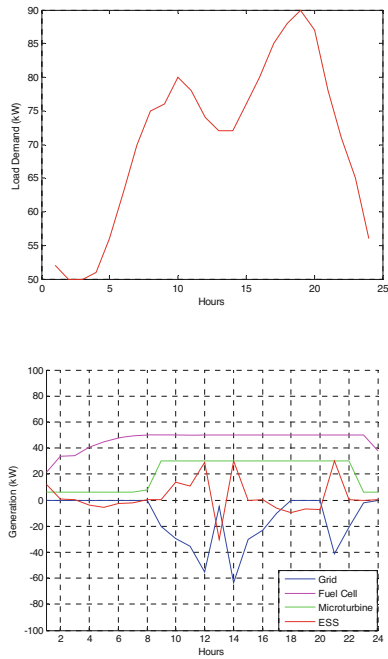 90
85
80
75
70
65
60
55
50
Load Demand (kW)
0 5 10 15 20 25
Hours
100
80
60
40
20
0
-20
-40
-60
-80
-100
Generation (kW)
Grid
Fuel Cell
Microturbine
ESS
2 4 6 8 10 12 14 16 18 20 22 24
Hours